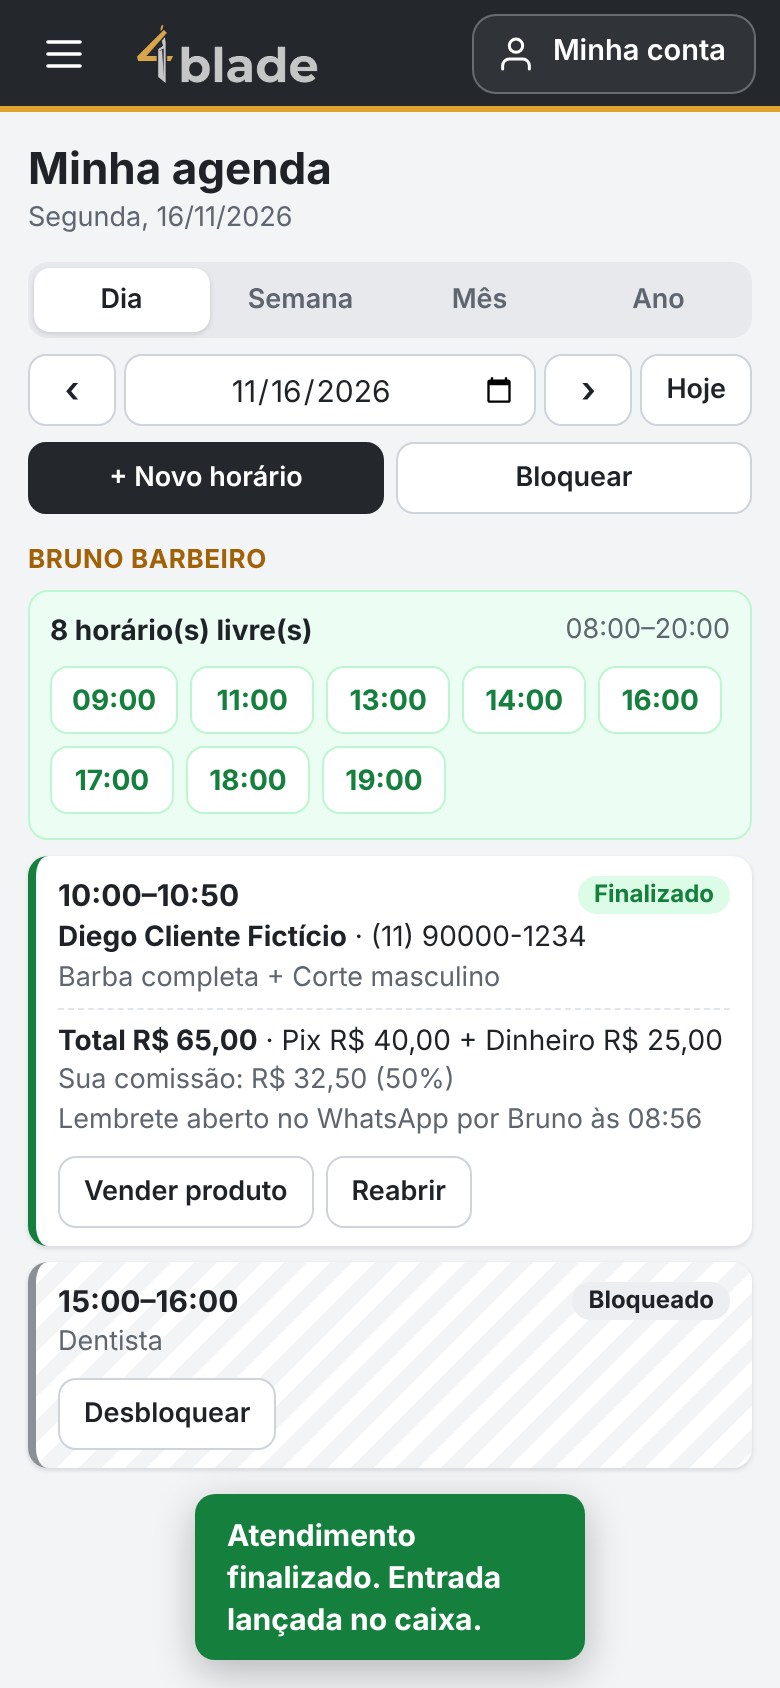 4blade
Minha conta
Minha agenda
Segunda, 16/11/2026
Dia
Semana
Mês
Ano
‹
11/16/2026
›
Hoje
+ Novo horário
Bloquear
BRUNO BARBEIRO
8 horário(s) livre(s)
08:00–20:00
09:00
11:00
13:00
14:00
16:00
17:00
18:00
19:00
10:00–10:50
Finalizado
Diego Cliente Fictício · (11) 90000-1234
Barba completa + Corte masculino
Total R$ 65,00 · Pix R$ 40,00 + Dinheiro R$ 25,00
Sua comissão: R$ 32,50 (50%)
Lembrete aberto no WhatsApp por Bruno às 08:56
Vender produto
Reabrir
15:00–16:00
Bloqueado
Dentista
Desbloquear
Atendimento
finalizado. Entrada
lançada no caixa.